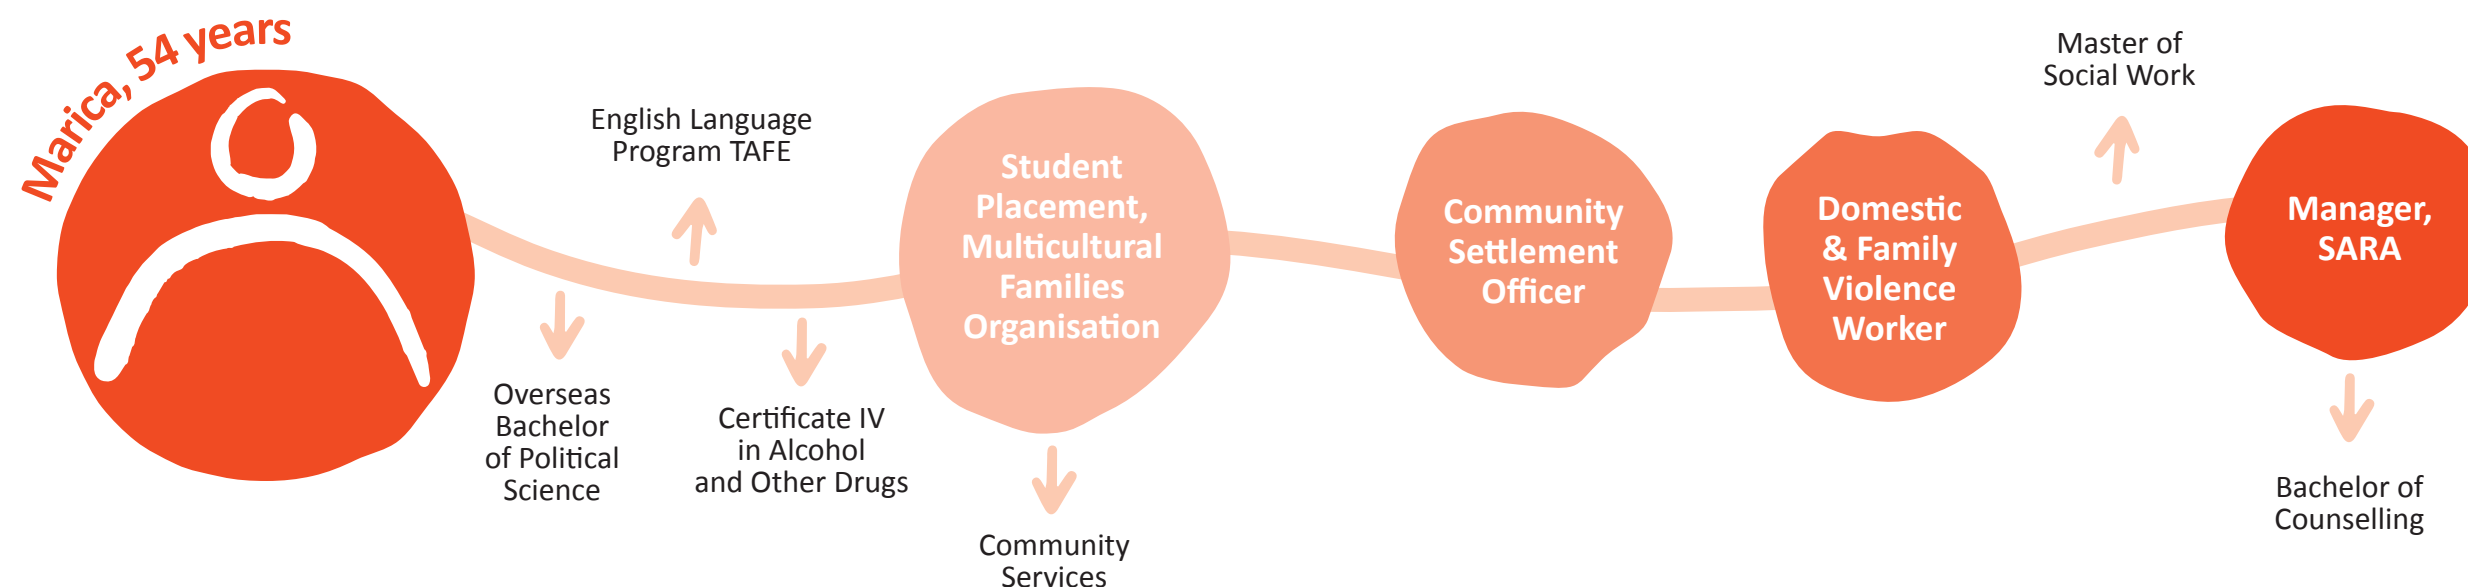 Marica, 54 years
English Language
Program TAFE
Overseas
Bachelor
of Political
Science
Certificate IV
in Alcohol
and Other Drugs
Student
Placement,
Multicultural
Families
Organisation
Community
Services
Community
Settlement
Officer
Domestic
& Family
Violence
Worker
Master of
Social Work
Manager,
SARA
Bachelor of
Counselling